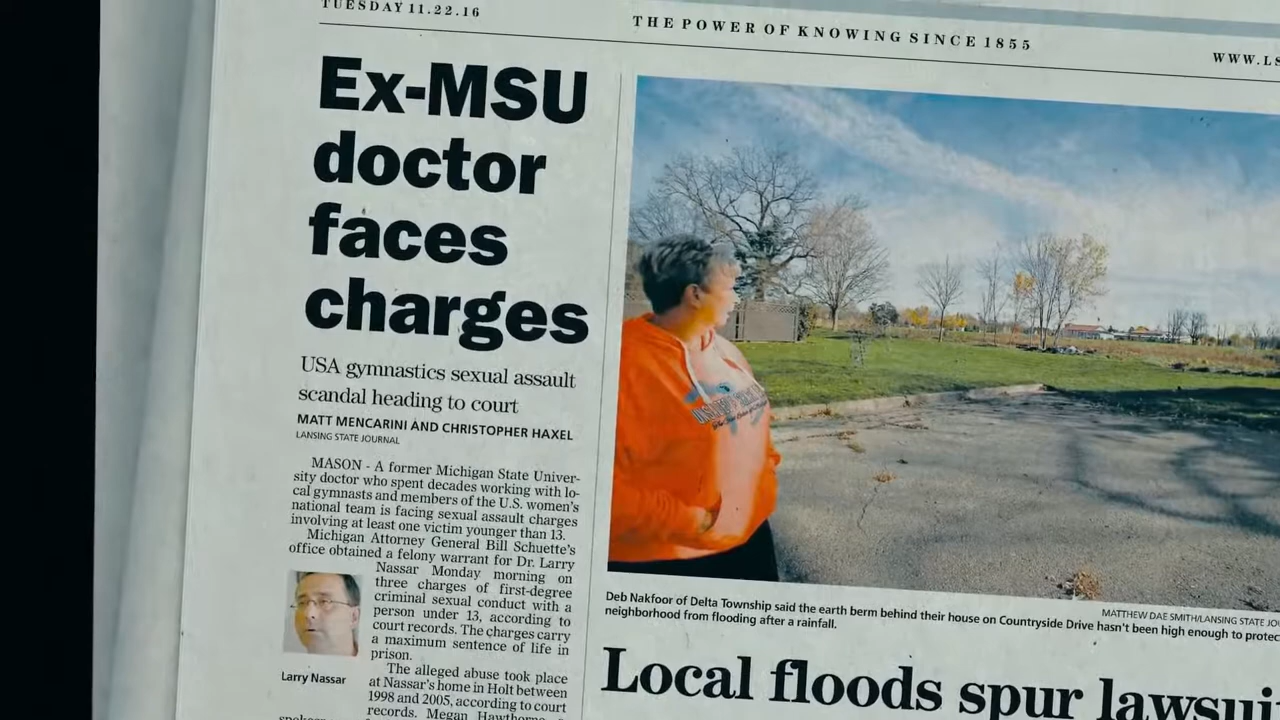 TUESDAY 11.22.16
THE POWER OF KNOWING SINCE 1855
WWW.LS
Ex-MSU
doctor
faces
charges
USA gymnastics sexual assault
scandal heading to court
MATT MENCARINI AND CHRISTOPHER HAXEL
LANSING STATE JOURNAL
MASON - A former Michigan State Univer-
sity doctor who spent decades working with lo-
cal gymnasts and members of the U.S. women's
national team is facing sexual assault charges
involving at least one victim younger than 13.
Michigan Attorney General Bill Schuette's
office obtained a felony warrant for Dr. Larry
Nassar Monday morning on
three charges of first-degree
criminal sexual conduct with a
person under 13, according to
court records. The charges carry
a maximum sentence of life in
prison.
The alleged abuse took place
at Nassar's home in Holt between
1998 and 2005, according to court
records. Megan Hawthorne, a
Larry Nassar
MATTHEW DAE SMITH/LANSING STATE JO
Deb Nakfoor of Delta Township said the earth berm behind their house on Countryside Drive hasn't been high enough to protec
neighborhood from flooding after a rainfall.
Local floods spur lawsui